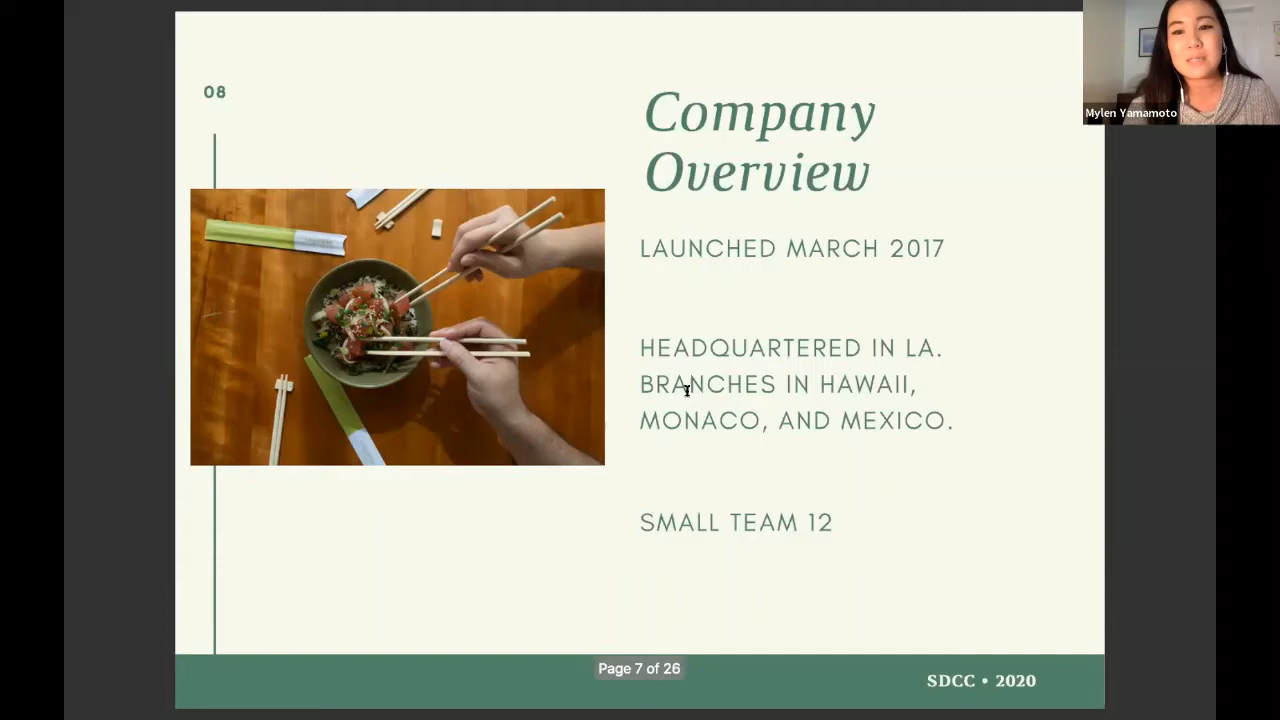 08
Company
Overview
LAUNCHED MARCH 2017
HEADQUARTERED IN LA.
BRANCHES IN HAWAII,
MONACO, AND MEXICO.
SMALL TEAM 12
Page 7 of 26
SDCC • 2020
Mylen Yamamoto